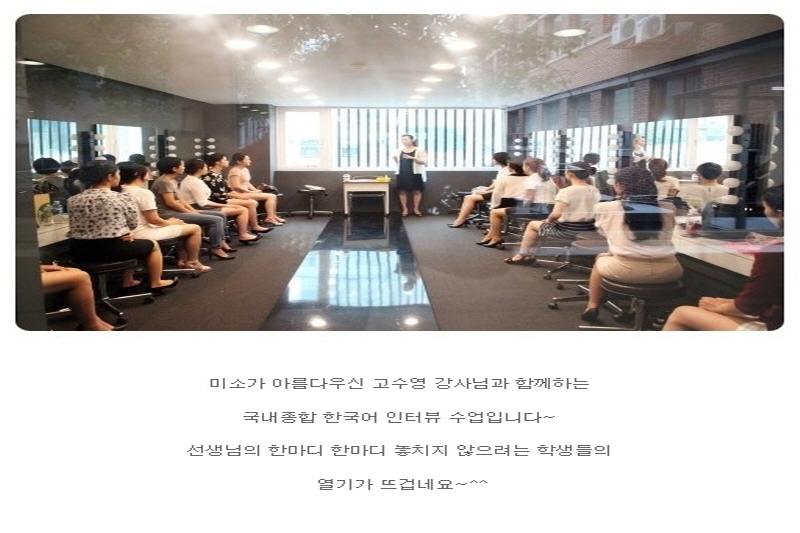 미소가 아름다우신 고수영 강사님과 함께하는
국내종합 한국어 인터뷰 수업입니다~
선생님의 한마디 한마디 놓치지 않으려는 학생들의
열기가 뜨겁네요~^^